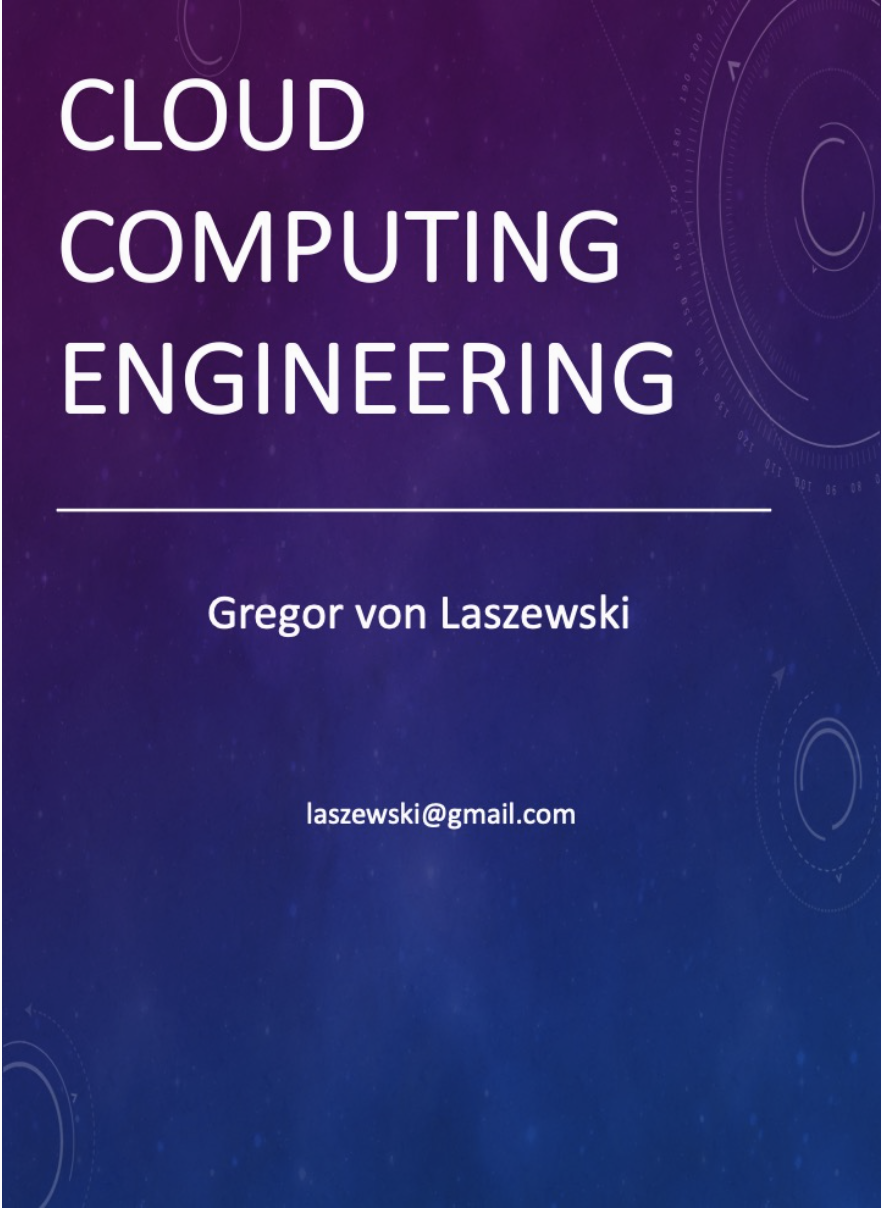 CLOUD
COMPUTING
ENGINEERING
Gregor von Laszewski
laszewski@gmail.com